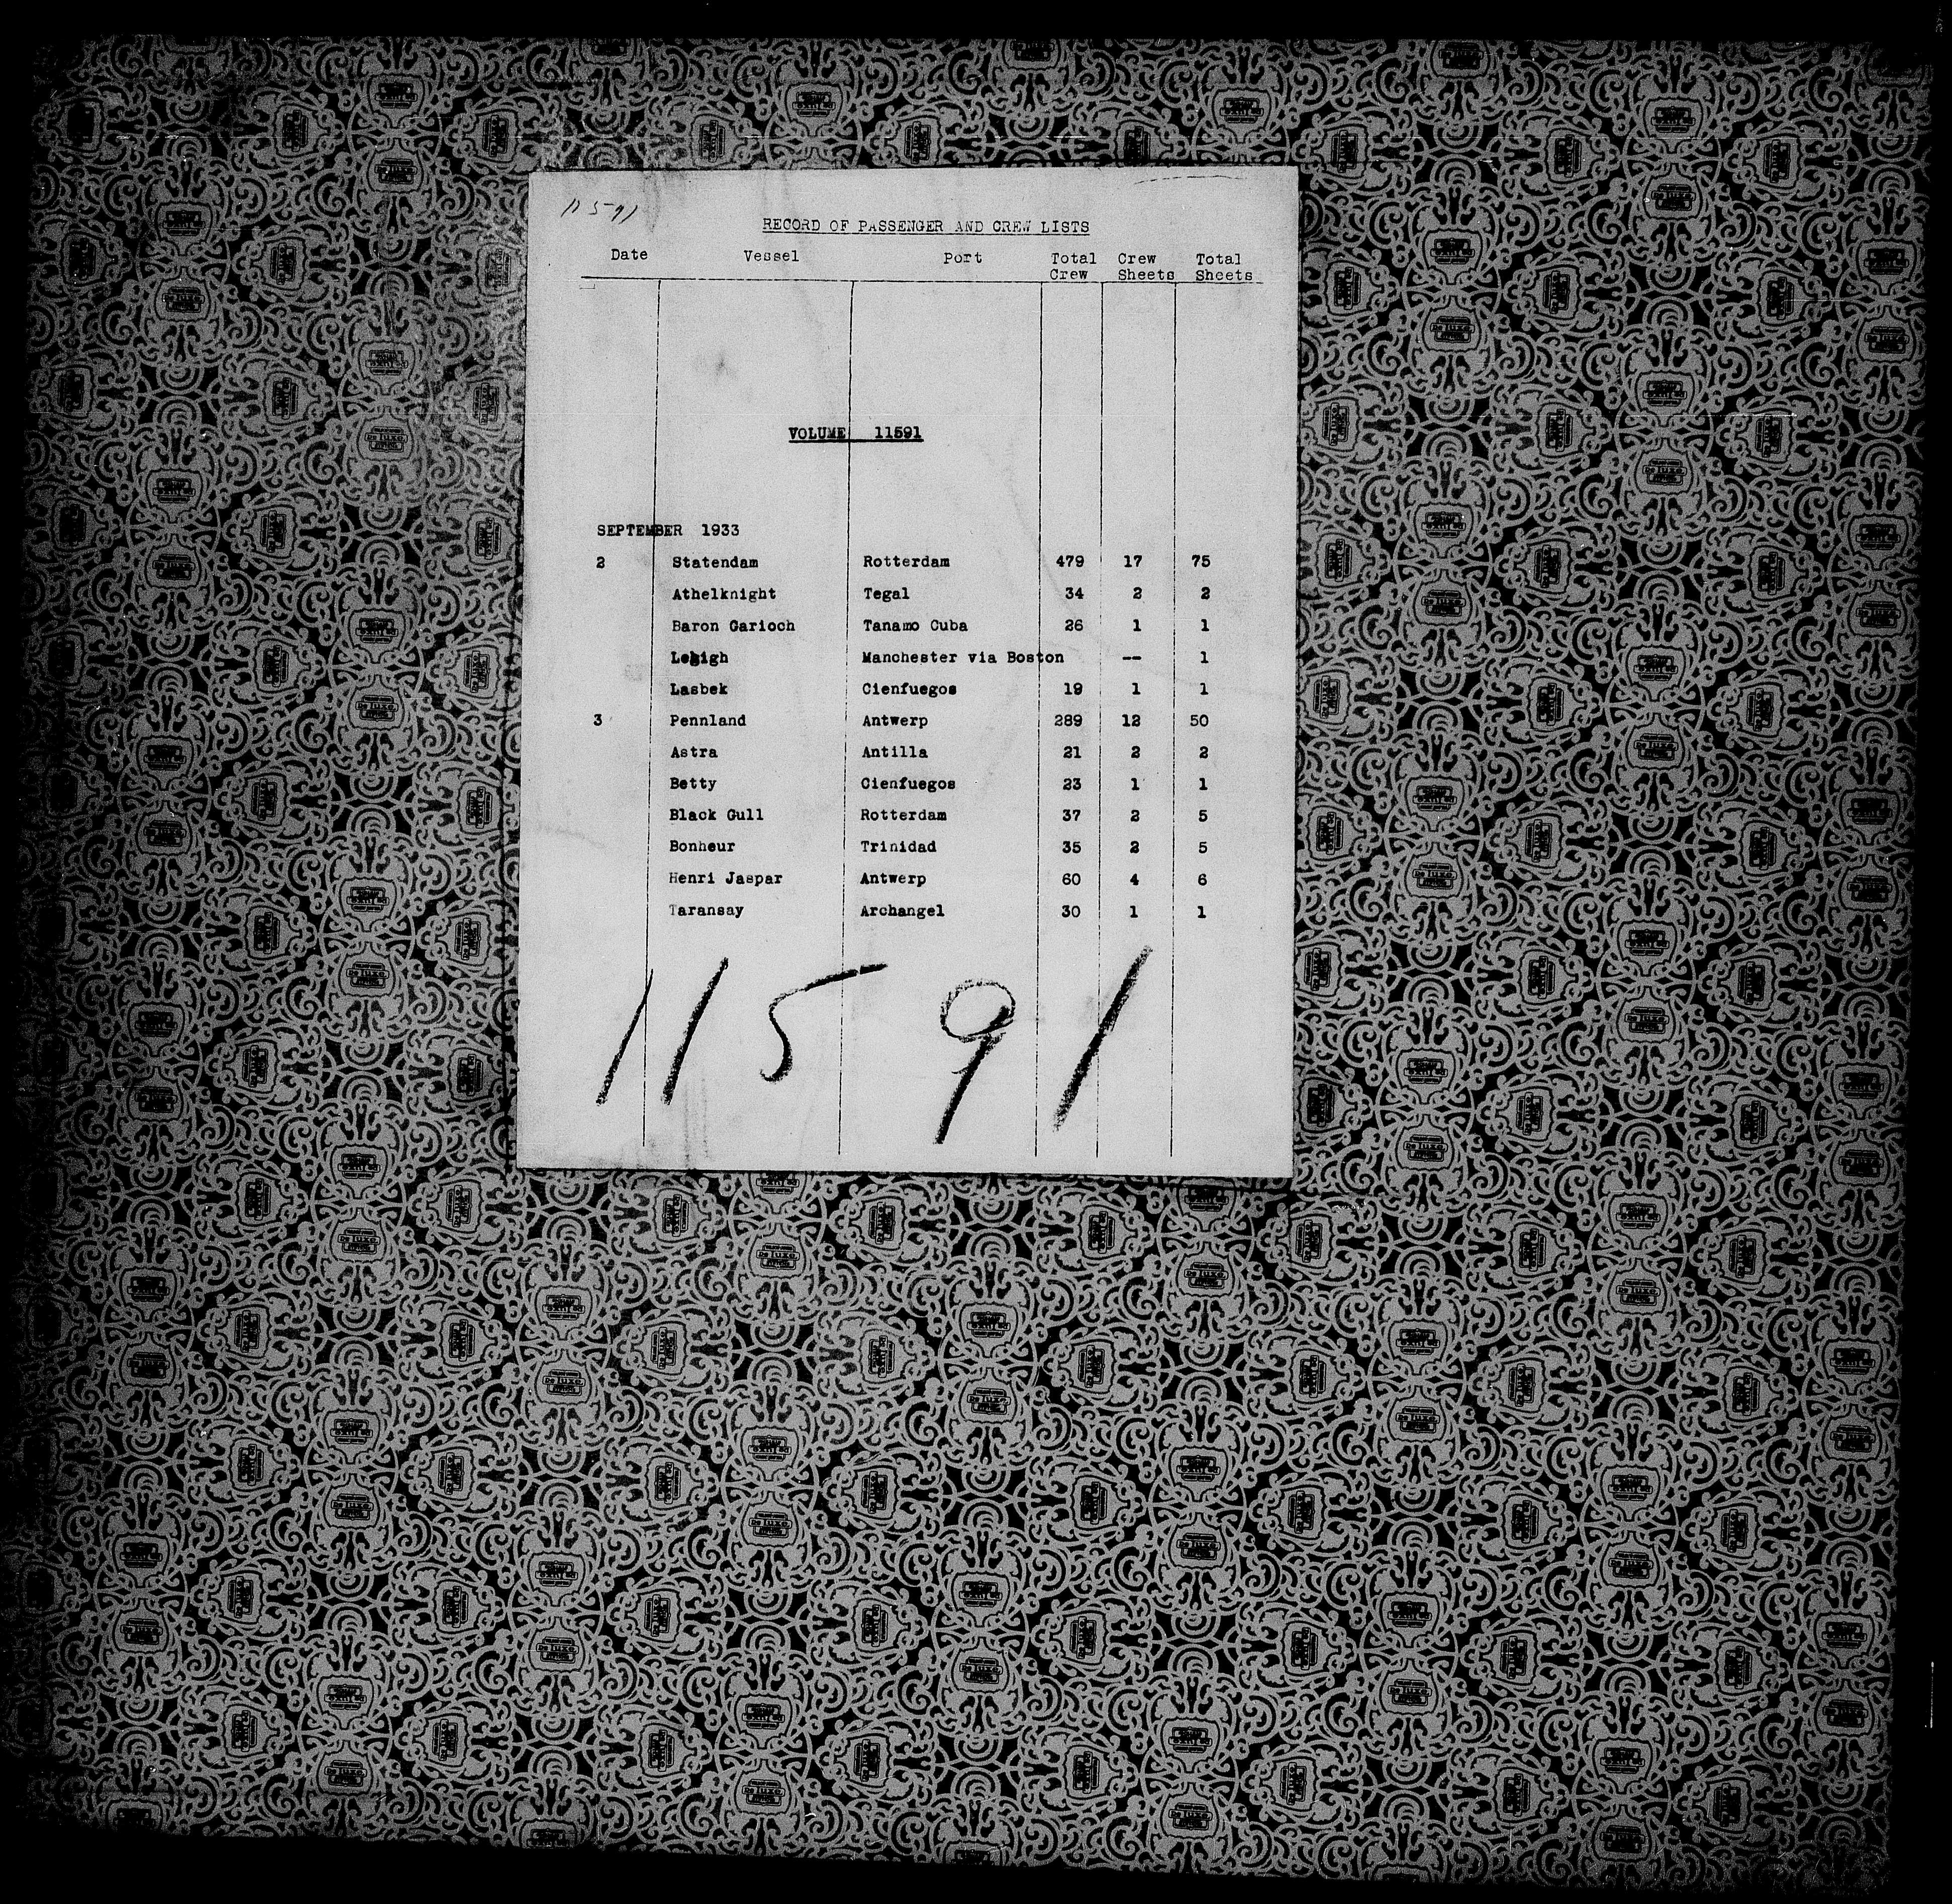 11591
RECORD OF PASSENGER AND CREW LISTS
Date Vessel Port Total Crew Crew Sheets Total Sheets
VOLUME 11591
SEPTEMBER 1933
2 Statendam Rotterdam 479 17 75
Athelknight Tegal 34 2 2
Baron Garioch Tanamo Cuba 26 1 1
Lehigh Manchester via Boston -- 1
Lasbek Cienfuegos 19 1 1
3 Pennland Antwerp 289 12 50
Astra Antilla 21 2 2
Betty Cienfuegos 23 1 1
Black Gull Rotterdam 37 2 5
Bonheur Trinidad 35 2 5
Henri Jaspar Antwerp 60 4 6
Taransay Archangel 30 1 1
11591